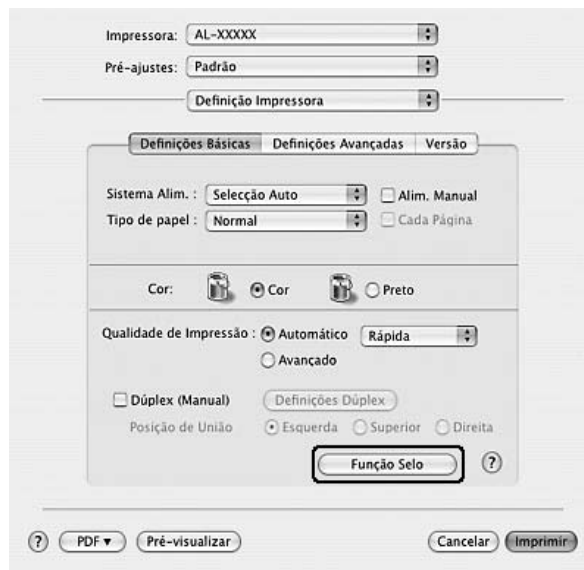 Impressora: AL-XXXXX
Pré-ajustes: Padrão
Definição Impressora
Definições Básicas Definições Avançadas Versão
Sistema Alim. : Selecção Auto Alim. Manual
Tipo de papel : Normal Cada Página
Cor: Cor Preto
Qualidade de Impressão : Automático Rápida
Avançado
Dúplex (Manual) Definições Dúplex
Posição de União Esquerda Superior Direita
Função Selo ?
? PDF ▼ Pré-visualizar Cancelar Imprimir